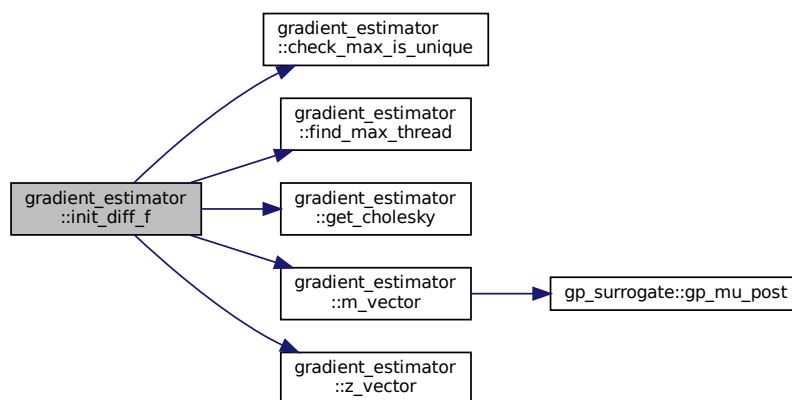 gradient_estimator
::check_max_is_unique
gradient_estimator
::find_max_thread
gradient_estimator
::init_diff_f
gradient_estimator
::get_cholesky
gradient_estimator
::m_vector
gp_surrogate::gp_mu_post
gradient_estimator
::z_vector